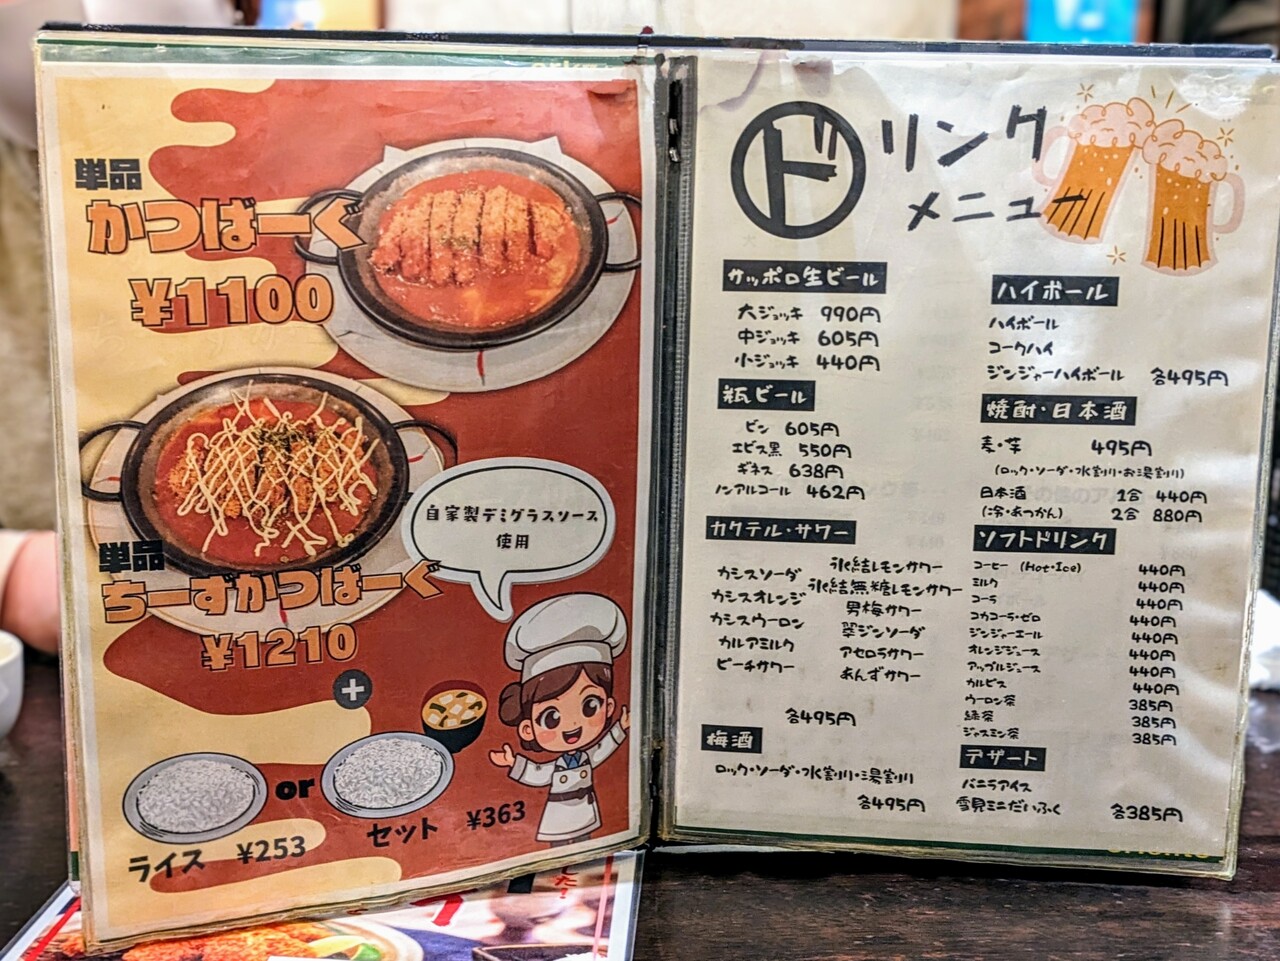 単品
かつばーぐ
¥1100
自家製デミグラスソース
使用
単品
ちーずかつばーぐ
¥1210
+
or
ライス ¥253
セット ¥363
ドリンク
メニュー
サッポロ生ビール
大ジョッキ 990円
中ジョッキ 605円
小ジョッキ 440円
瓶ビール
ビン 605円
エビス黒 550円
ギネス 638円
ノンアルコール 462円
カクテル・サワー
カシスソーダ
カシスオレンジ
カシスウーロン
カルアミルク
ピーチサワー
氷結レモンサワー
氷結無糖レモンサワー
男梅サワー
翠ジンソーダ
アセロラサワー
あんずサワー
各495円
梅酒
ロック・ソーダ・水割り・湯割り
各495円
ハイボール
ハイボール
コークハイ
ジンジャーハイボール 各495円
焼酎・日本酒
麦・芋 495円
(ロック・ソーダ・水割り・お湯割り)
日本酒 1合 440円
(冷・あつかん) 2合 880円
ソフトドリンク
コーヒー (Hot・Ice) 440円
ミルク 440円
コーラ 440円
コカコーラ・ゼロ 440円
ジンジャーエール 440円
オレンジジュース 440円
アップルジュース 440円
カルピス 440円
ウーロン茶 385円
緑茶 385円
ジャスミン茶 385円
デザート
バニラアイス
雪見ミニだいふく 各385円